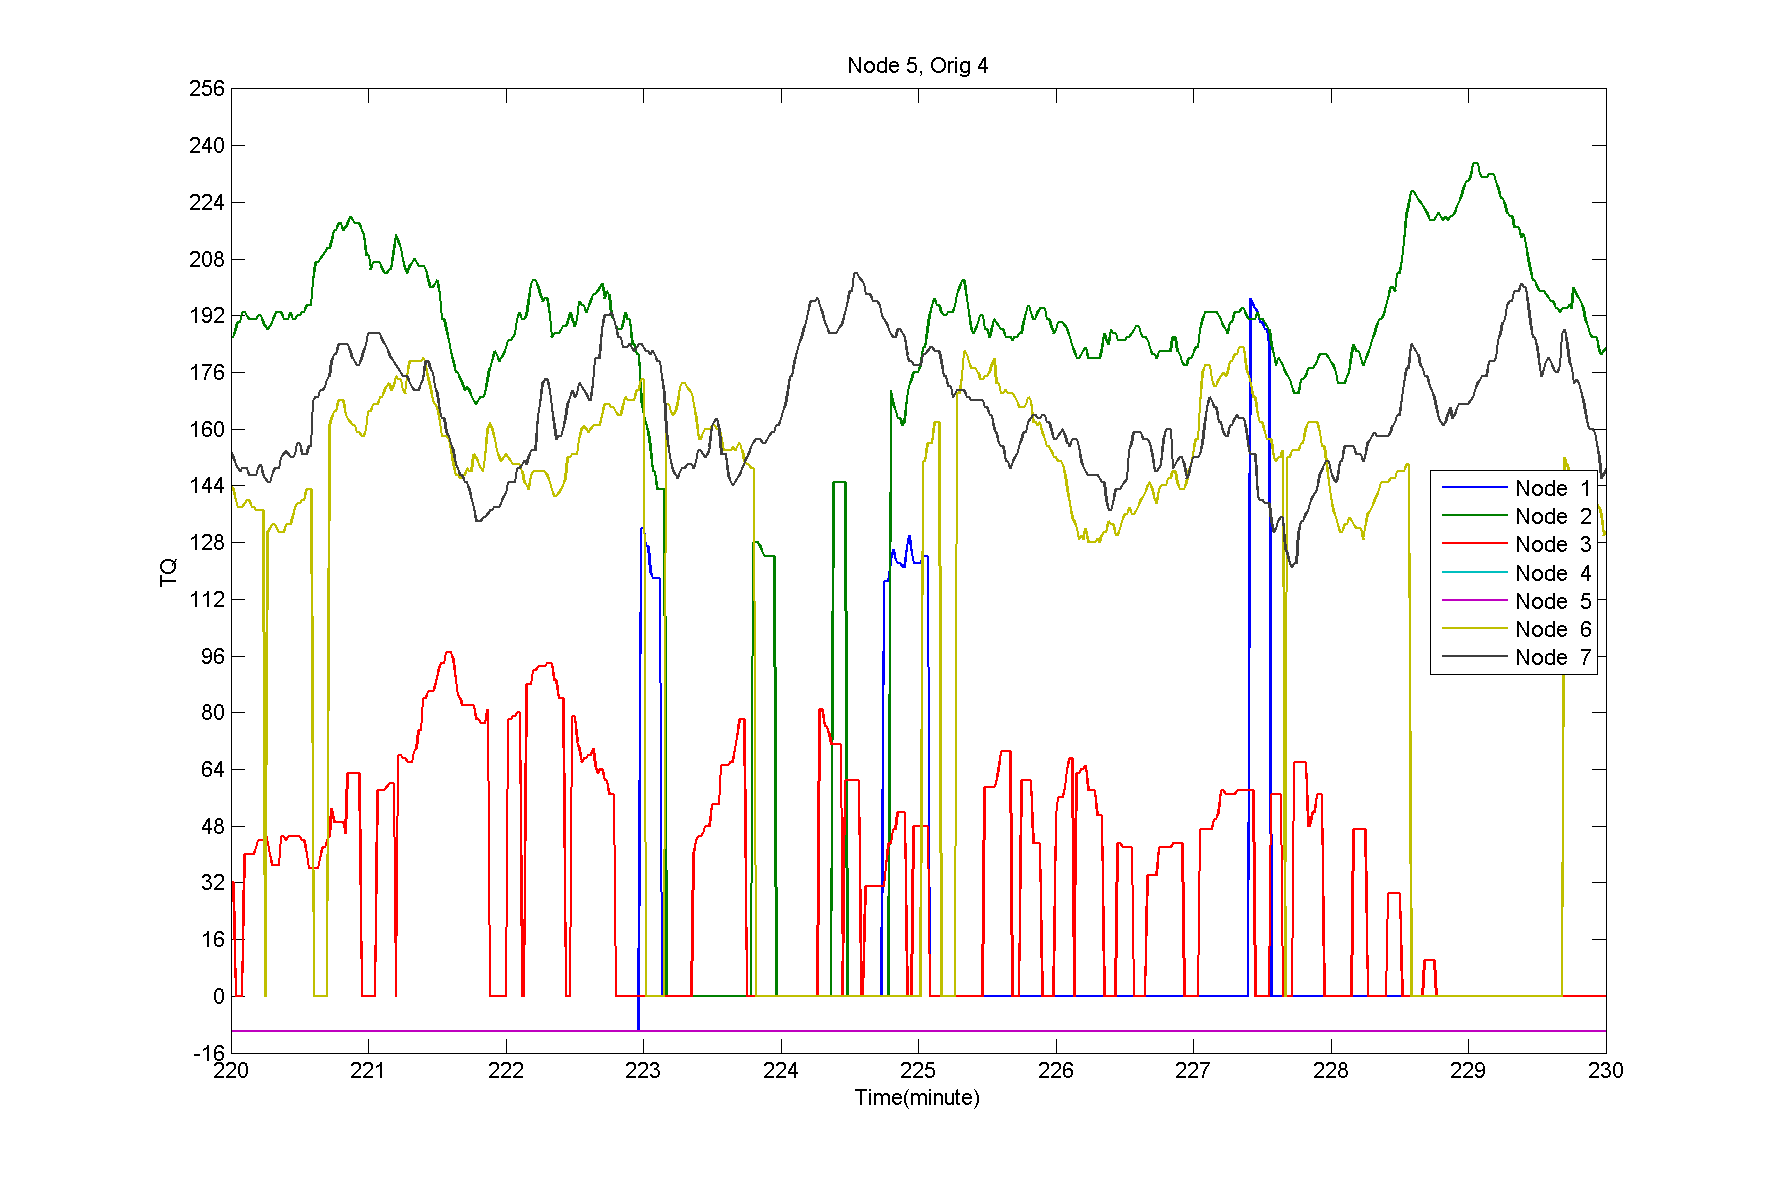 Node 5, Orig 4
256
240
224
208
192
176
160
144
128
112
96
80
64
48
32
16
0
-16
TQ
Node 1
Node 2
Node 3
Node 4
Node 5
Node 6
Node 7
220 221 222 223 224 225 226 227 228 229 230
Time(minute)